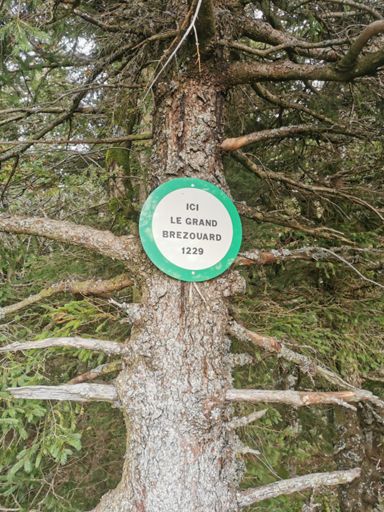 ICI
LE GRAND
BREZOUARD
1229